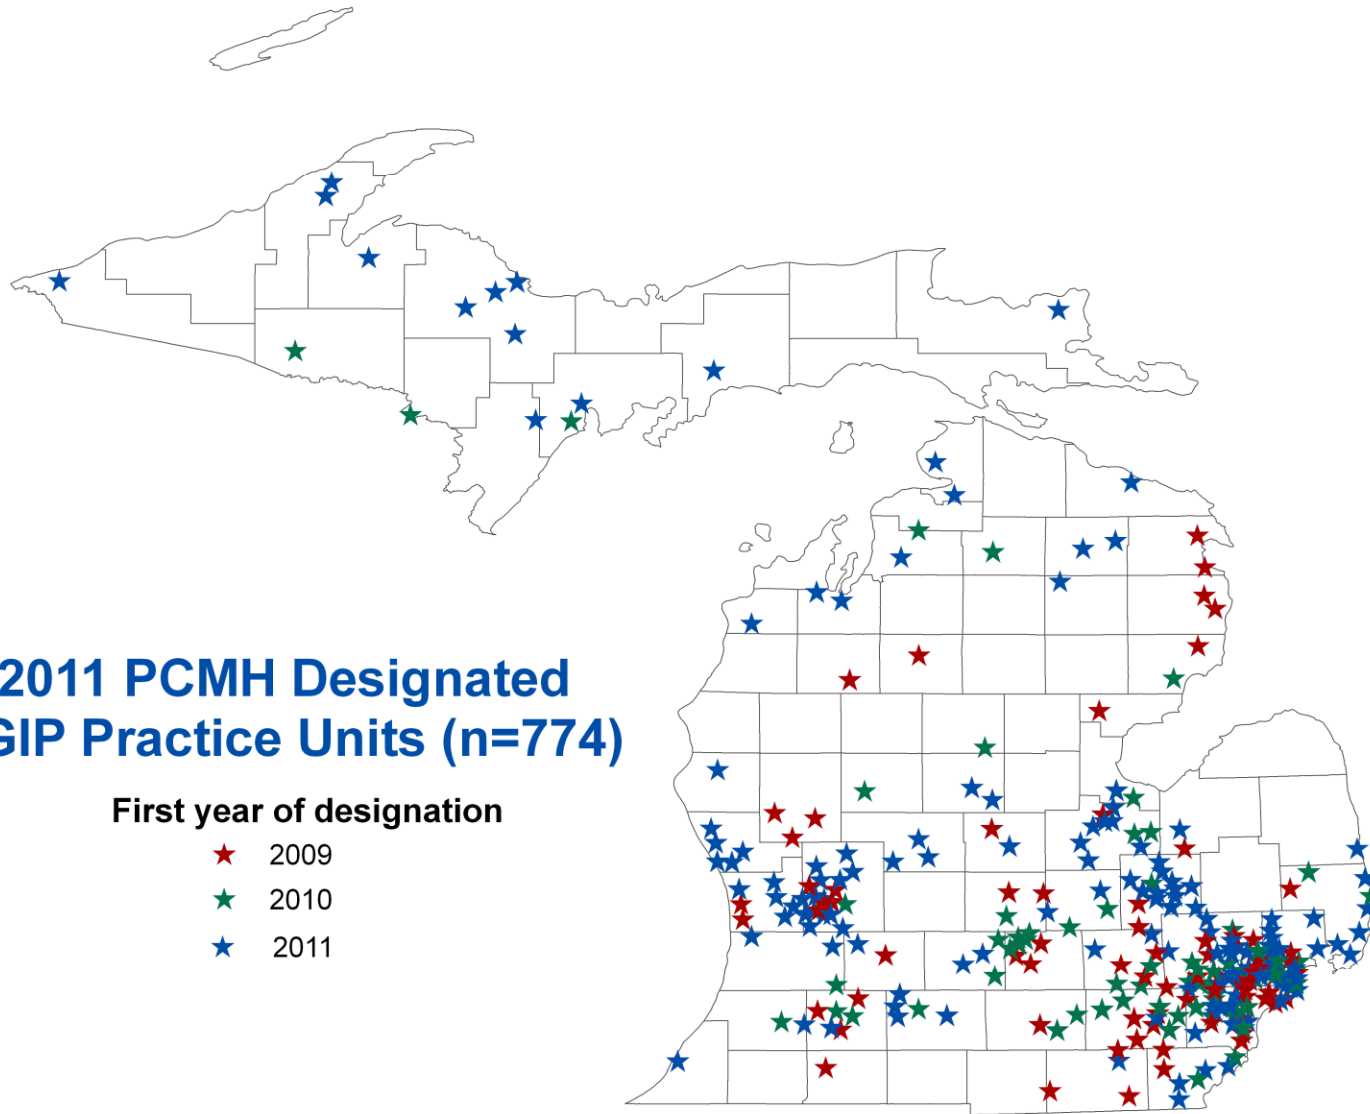 2011 PCMH Designated
GIP Practice Units (n=774)
First year of designation
2009
2010
2011